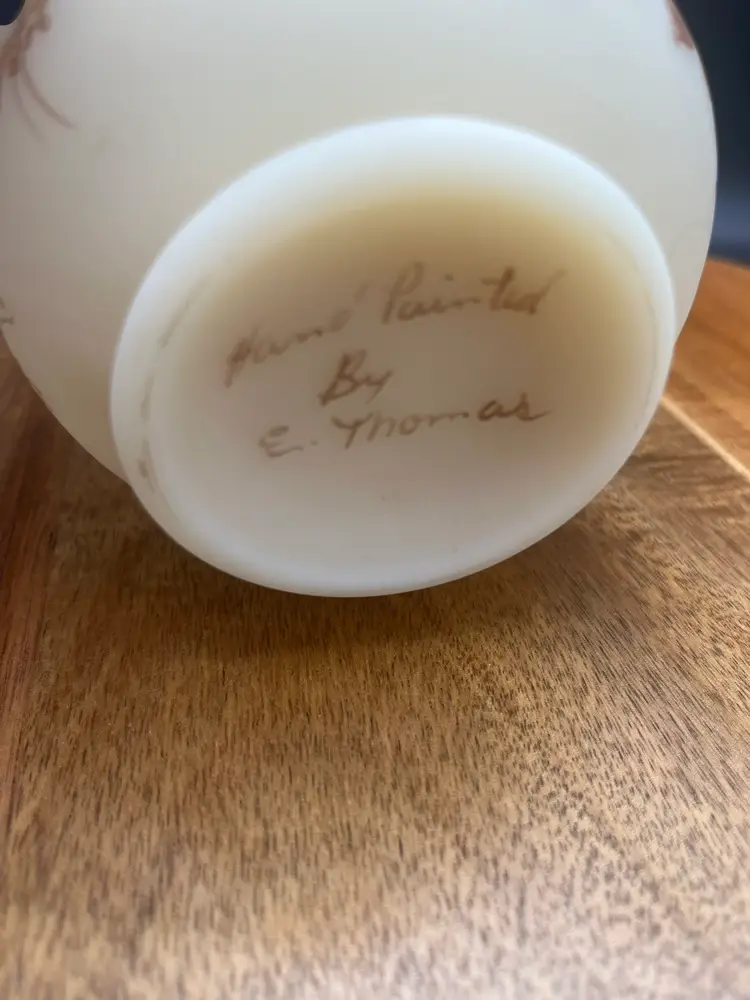 Hand Painted
By
E. Thomas